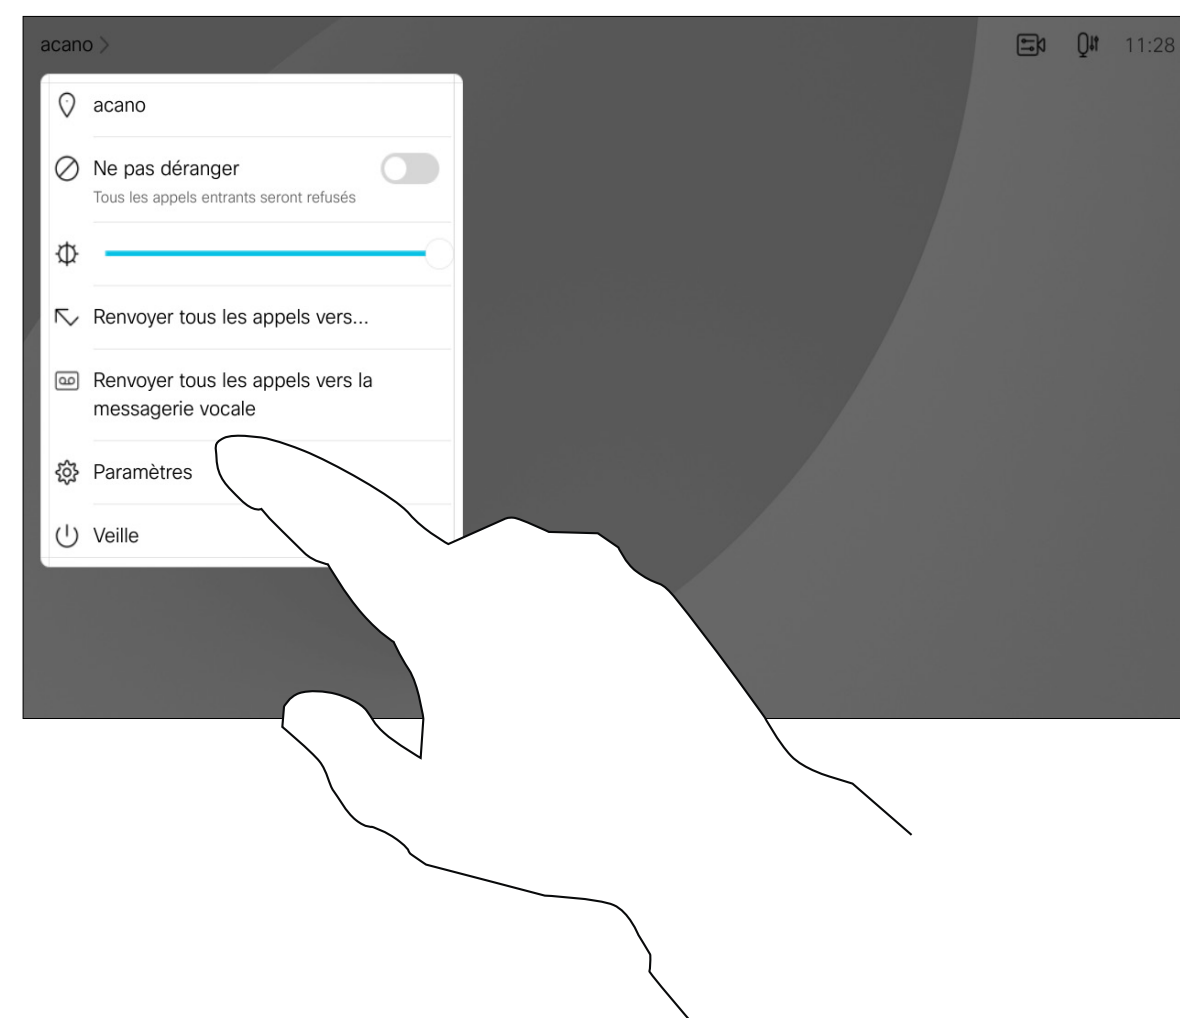 acano
11:28
acano
Ne pas déranger
Tous les appels entrants seront refusés
Renvoyer tous les appels vers...
Renvoyer tous les appels vers la
messagerie vocale
Paramètres
Veille